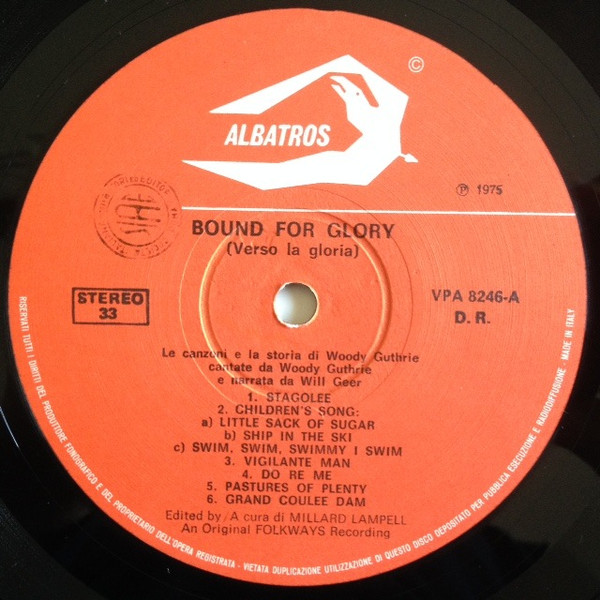 ALBATROS
©
Ⓟ 1975
BOUND FOR GLORY
(Verso la gloria)
STEREO
33
VPA 8246-A
D. R.
Le canzoni e la storia di Woody Guthrie
cantate da Woody Guthrie
e narrata da Will Geer
1. STAGOLEE
2. CHILDREN'S SONG:
a) LITTLE SACK OF SUGAR
b) SHIP IN THE SKI
c) SWIM, SWIM, SWIMMY I SWIM
3. VIGILANTE MAN
4. DO RE ME
5. PASTURES OF PLENTY
6. GRAND COULEE DAM
Edited by/A cura di MILLARD LAMPELL
An Original FOLKWAYS Recording
RISERVATI TUTTI I DIRITTI DEL PRODUTTORE FONOGRAFICO E DEL PROPRIETARIO DELL'OPERA REGISTRATA - VIETATA DUPLICAZIONE UTILIZZAZIONE DI QUESTO DISCO DEPOSITATO PER PUBBLICA ESECUZIONE E RADIODIFFUSIONE. MADE IN ITALY